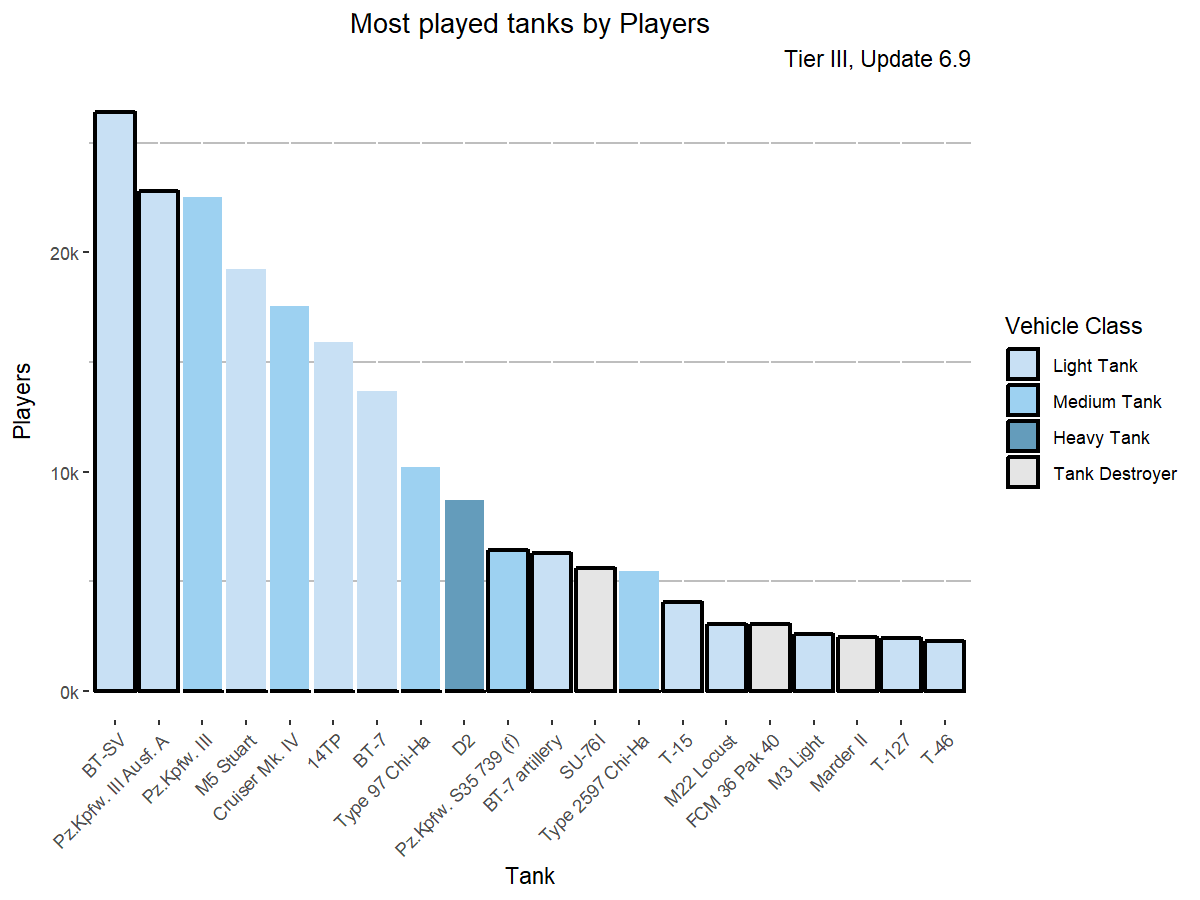 Most played tanks by Players
Tier III, Update 6.9
Players
20k
10k
0k
BT-SV
Pz.Kpfw. III Ausf. A
Pz.Kpfw. III
M5 Stuart
Cruiser Mk. IV
14TP
BT-7
Type 97 Chi-Ha
D2
Pz.Kpfw. S35 739 (f)
BT-7 artillery
SU-76I
Type 2597 Chi-Ha
T-15
M22 Locust
FCM 36 Pak 40
M3 Light
Marder II
T-127
T-46
Tank
Vehicle Class
Light Tank
Medium Tank
Heavy Tank
Tank Destroyer